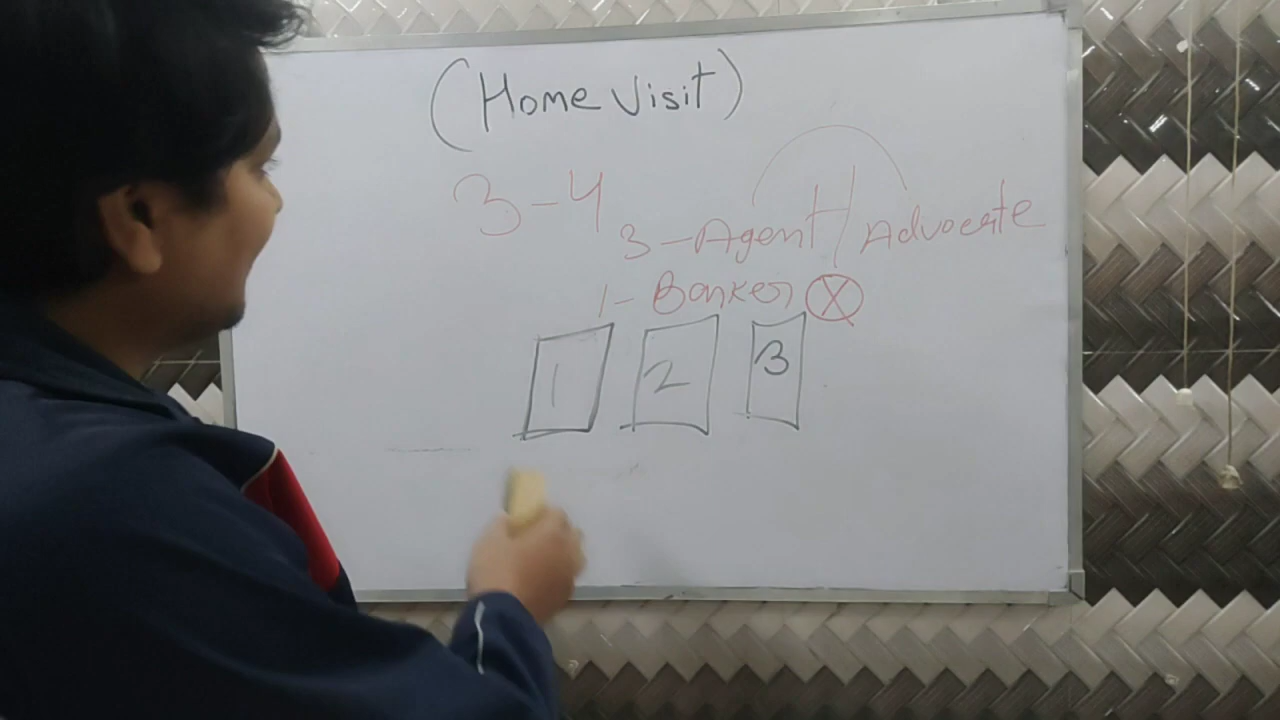 (Home Visit)
3-4
3-Agent/Advocate
1-Banker X
1 2 3